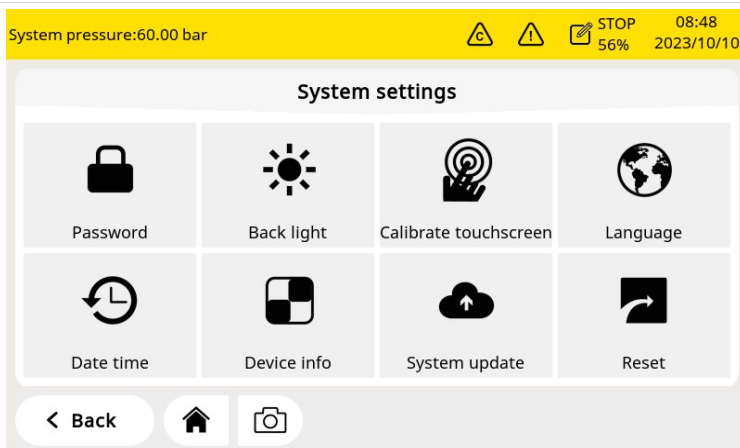 System pressure:60.00 bar
C
!
STOP
56%
08:48
2023/10/10
System settings
Password
Back light
Calibrate touchscreen
Language
Date time
Device info
System update
Reset
< Back